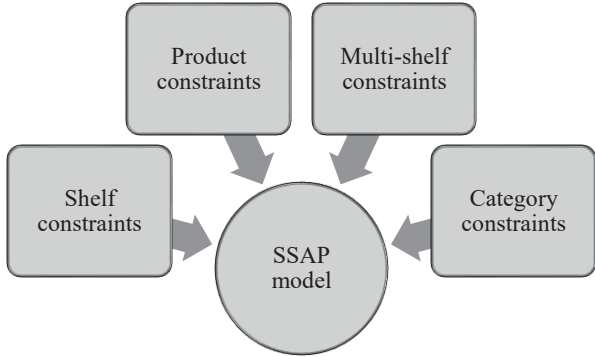 Product
constraints
Multi-shelf
constraints
Shelf
constraints
Category
constraints
SSAP
model